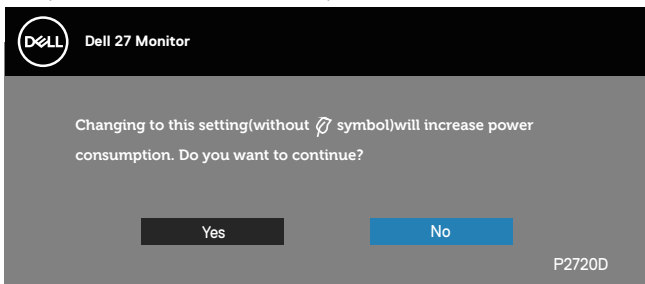 DELL
Dell 27 Monitor
Changing to this setting(without symbol)will increase power
consumption. Do you want to continue?
Yes
No
P2720D